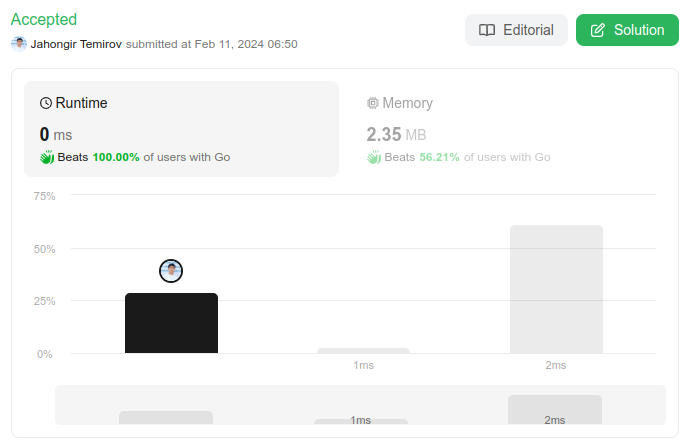 Accepted
Jahongir Temirov submitted at Feb 11, 2024 06:50
Editorial
Solution
Runtime
0 ms
Beats 100.00% of users with Go
Memory
2.35 MB
Beats 56.21% of users with Go
75%
50%
25%
0%
1ms
2ms
1ms
2ms